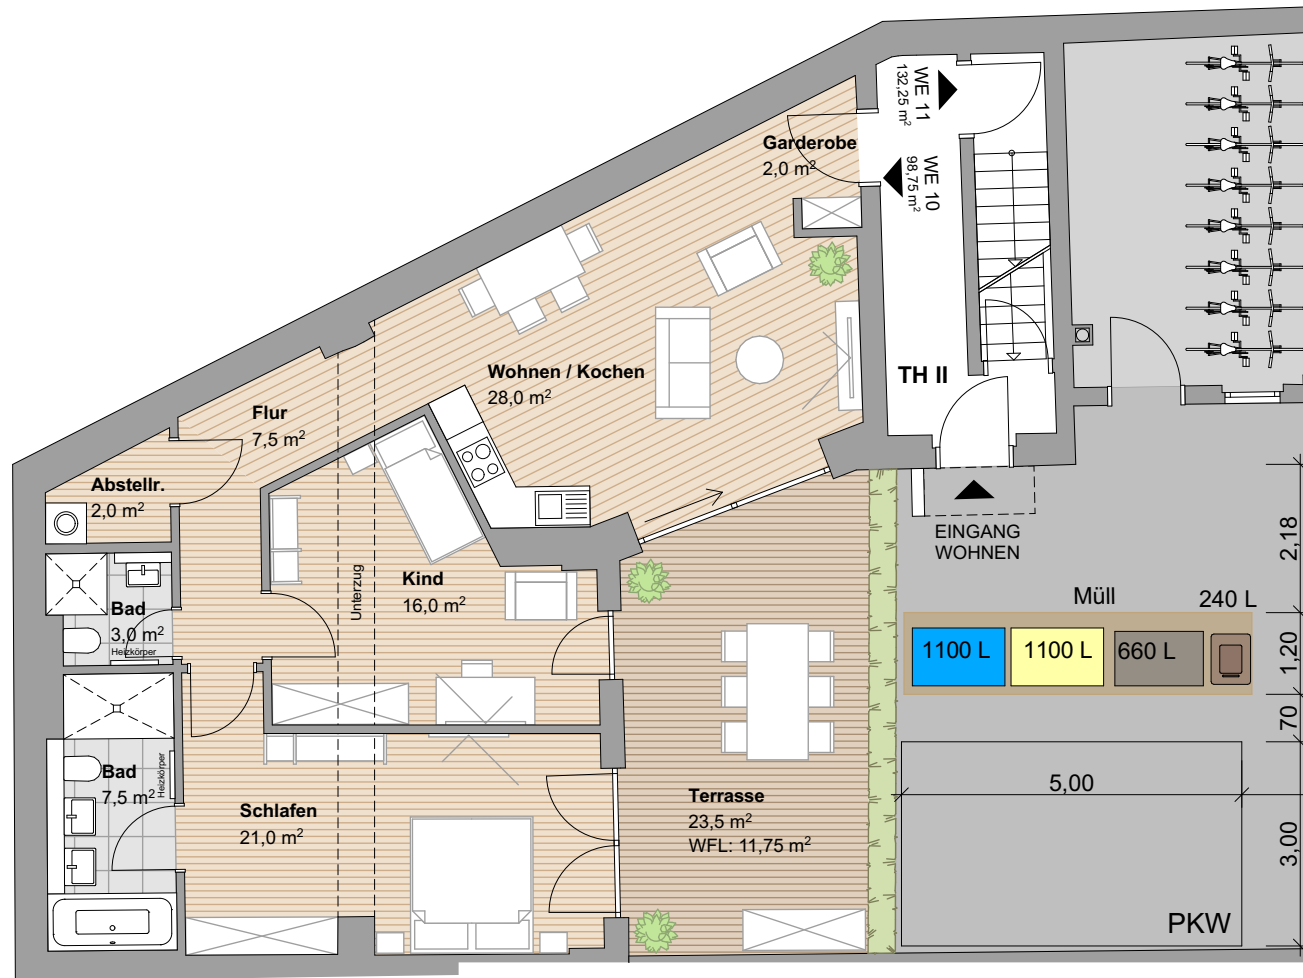 WE 11
132,25 m²
WE 10
98,75 m²
Garderobe
2,0 m²
Wohnen / Kochen
28,0 m²
TH II
Flur
7,5 m²
Abstellr.
2,0 m²
EINGANG
WOHNEN
2,18
Kind
16,0 m²
Unterzug
Bad
3,0 m²
Heizkörper
Müll
240 L
1100 L
1100 L
660 L
1,20
70
Bad
7,5 m²
Heizkörper
Schlafen
21,0 m²
Terrasse
23,5 m²
WFL: 11,75 m²
5,00
3,00
PKW